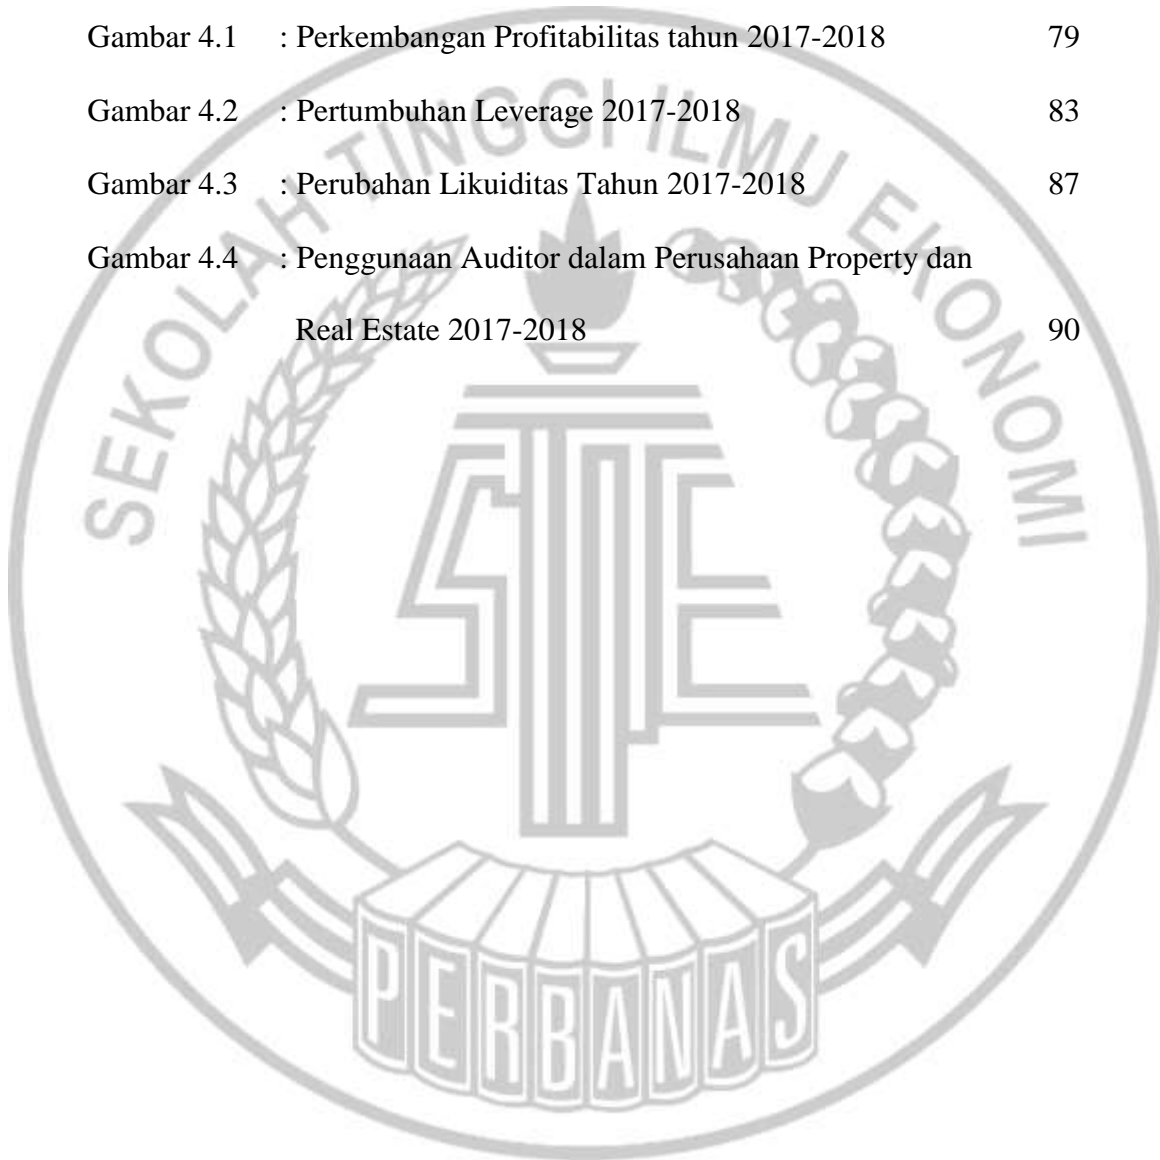 Gambar 4.1 : Perkembangan Profitabilitas tahun 2017-2018 79
Gambar 4.2 : Pertumbuhan Leverage 2017-2018 83
Gambar 4.3 : Perubahan Likuiditas Tahun 2017-2018 87
Gambar 4.4 : Penggunaan Auditor dalam Perusahaan Property dan
Real Estate 2017-2018 90
SEKOLAH TINGGI ILMU EKONOMI
STIE
PERBANAS